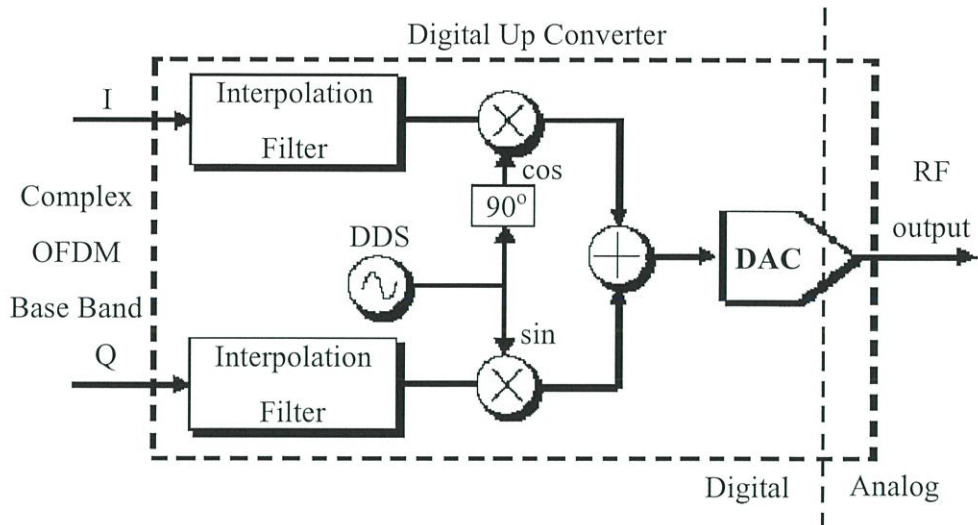 Digital Up Converter
I
Interpolation
Filter
cos
90°
Complex
OFDM
Base Band
DDS
sin
Q
Interpolation
Filter
DAC
RF
output
Digital
Analog